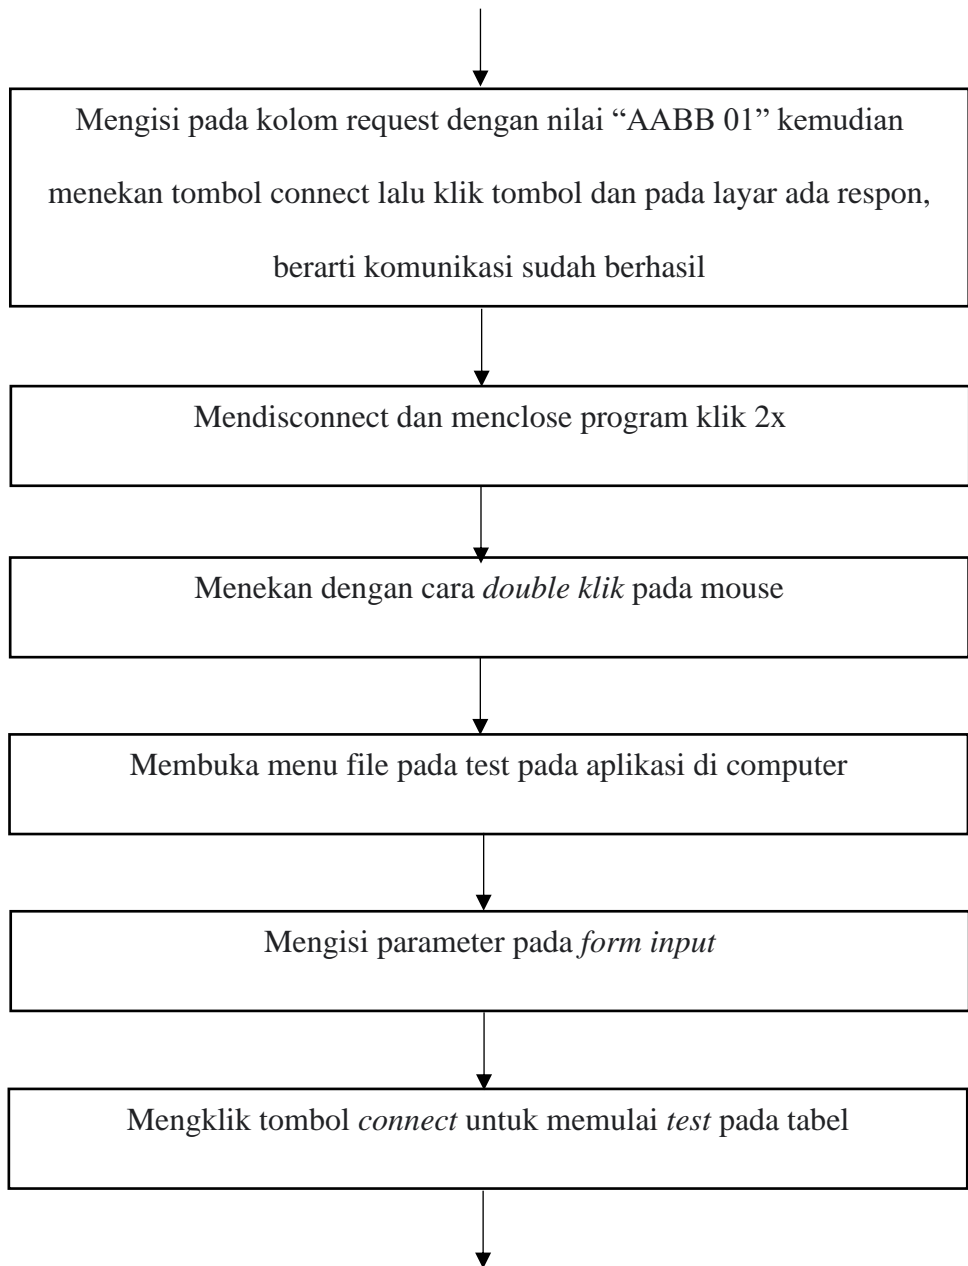 Mengisi pada kolom request dengan nilai “AABB 01” kemudian
menekan tombol connect lalu klik tombol dan pada layar ada respon,
berarti komunikasi sudah berhasil
Mendisconnect dan menclose program klik 2x
Menekan dengan cara double klik pada mouse
Membuka menu file pada test pada aplikasi di computer
Mengisi parameter pada form input
Mengklik tombol connect untuk memulai test pada tabel